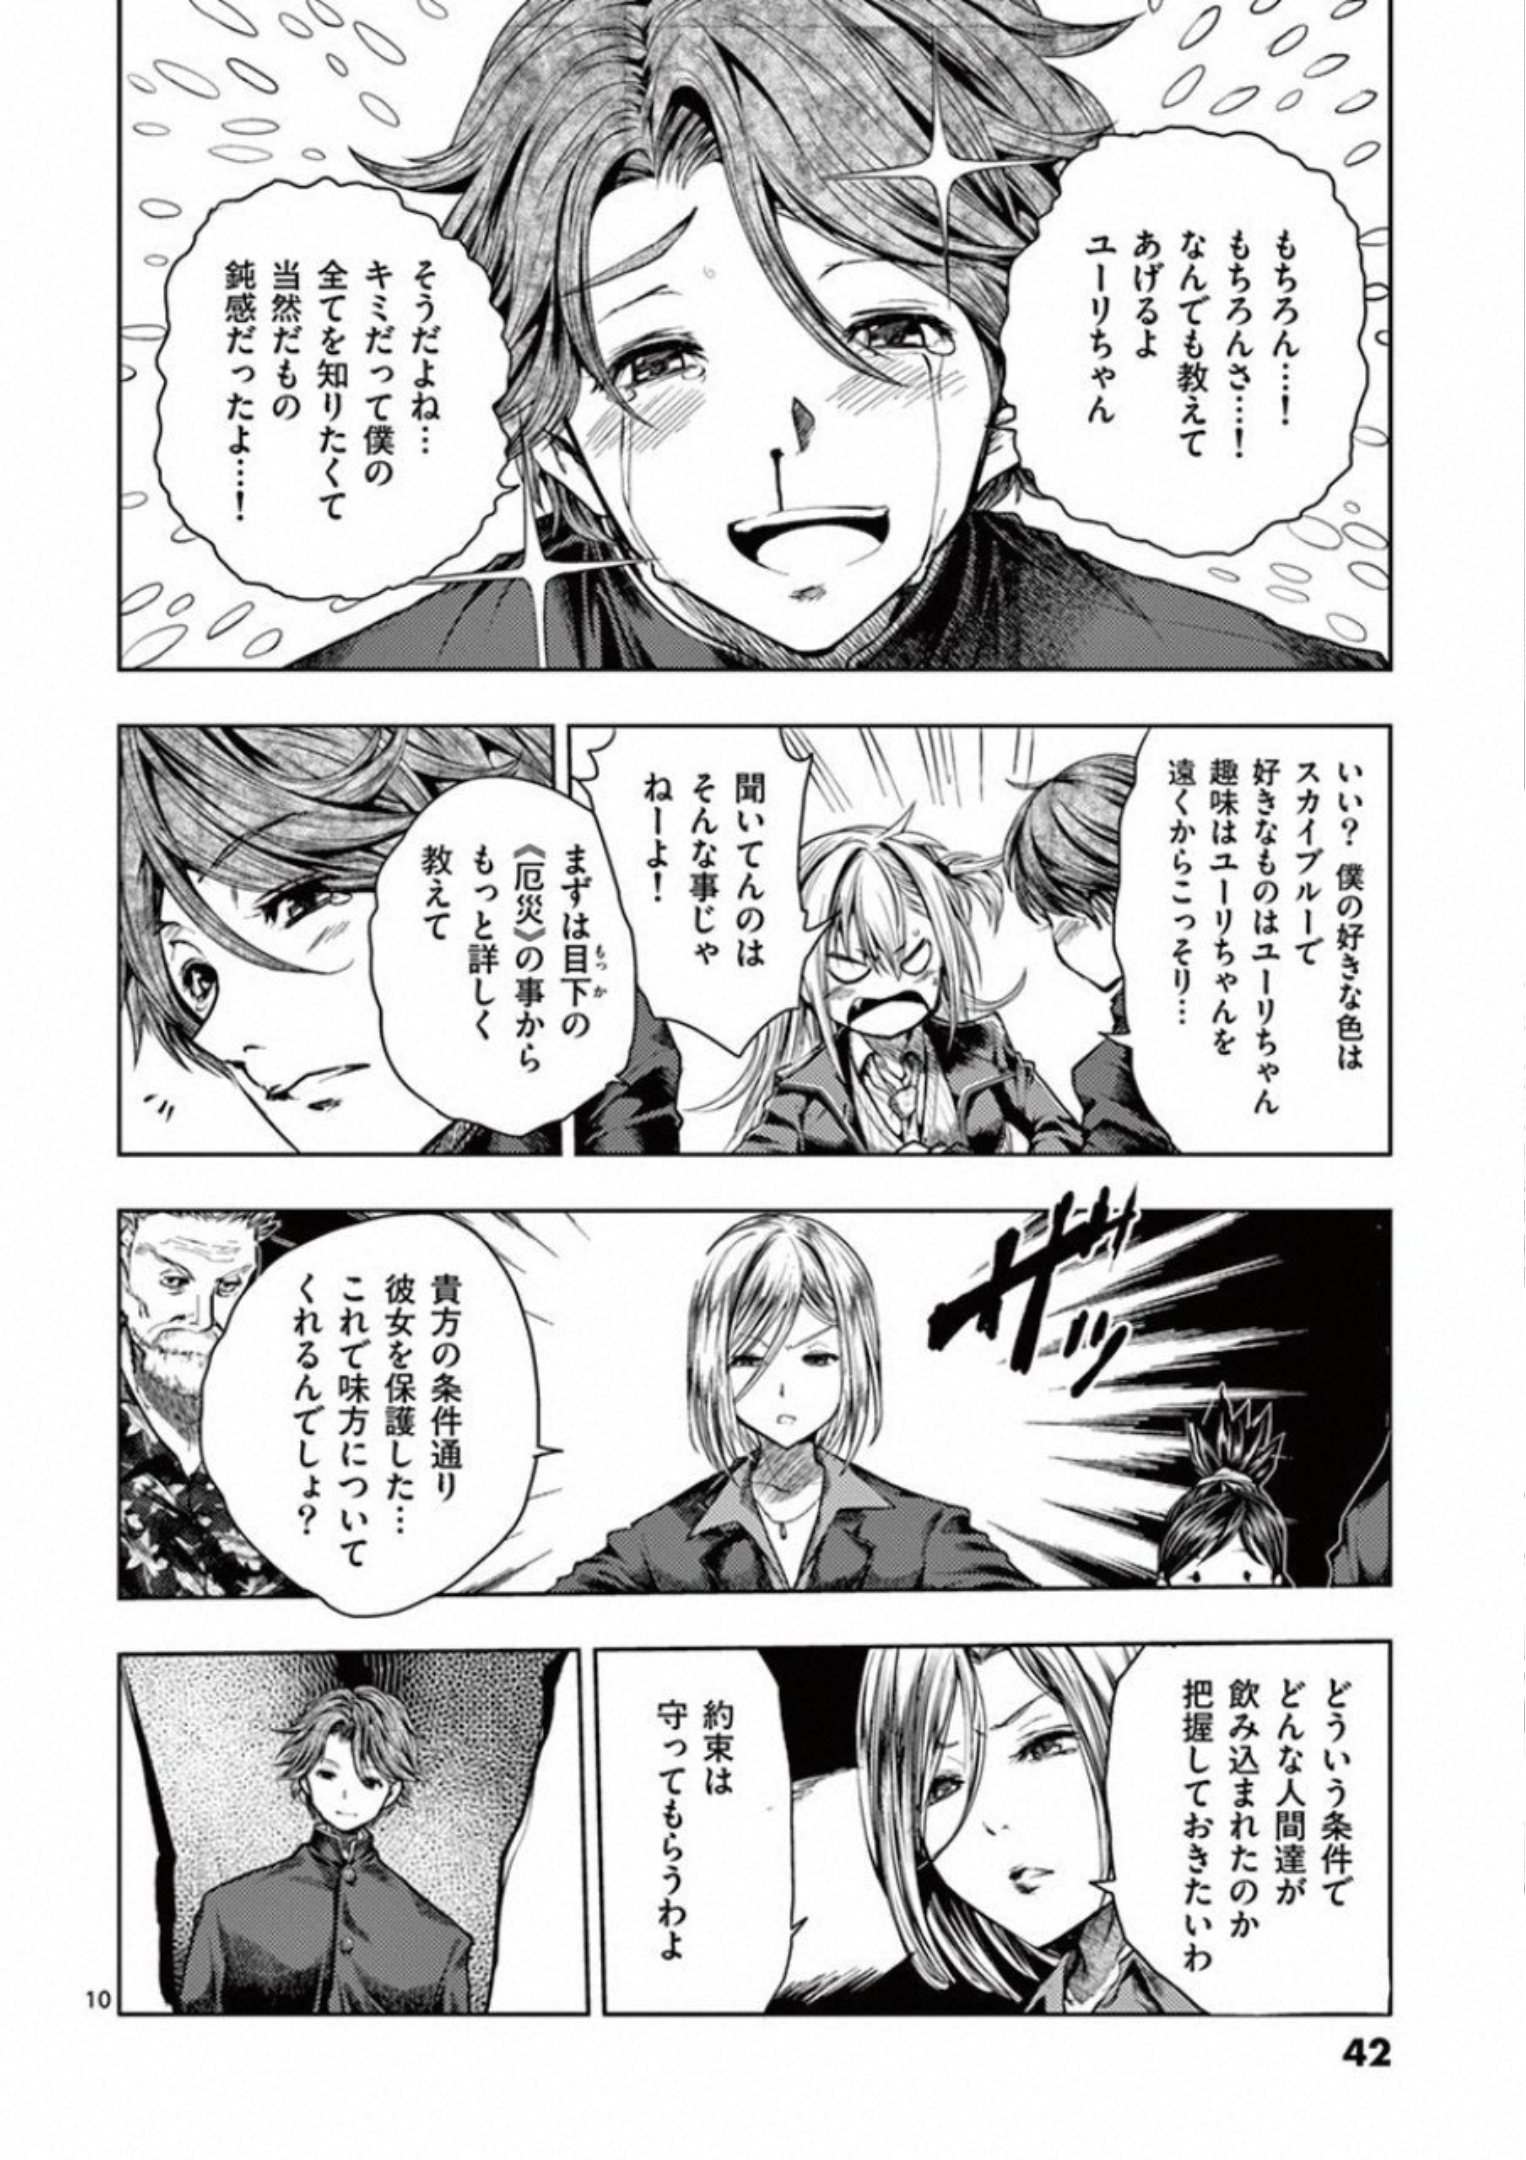 もちろん…！
もちろんさ…！
なんでも教えて
あげるよ
ユーリちゃん
そうだよね…
キミだって僕の
全てを知りたくて
当然だもの
鈍感だったよ…！
いい？僕の好きな色は
スカイブルーで
好きなものはユーリちゃん
趣味はユーリちゃんを
遠くからこっそり…
聞いてんのは
そんな事じゃ
ねーよ！
まずは目下の
もっか
《厄災》の事から
もっと詳しく
教えて
ザッ
貴方の条件通り
彼女を保護した…
これで味方について
くれるんでしょ？
どういう条件で
どんな人間達が
飲み込まれたのか
把握しておきたいわ
約束は
守ってもらうわよ
10
42